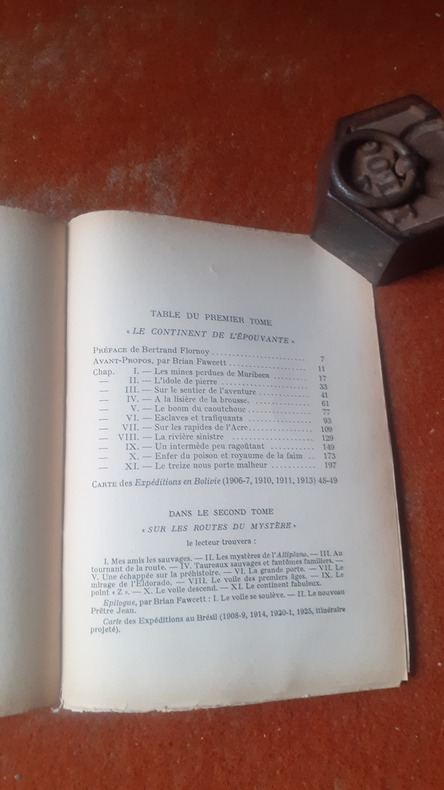 TABLE DU PREMIER TOME
« LE CONTINENT DE L'ÉPOUVANTE »
PRÉFACE de Bertrand Flornoy ........................ 7
AVANT-PROPOS, par Brian Fawcett .................... 11
Chap. I. — Les mines perdues de Maribeca ............ 17
— II. — L'idole de pierre ........................ 33
— III. — Sur le sentier de l'aventure ............. 41
— IV. — A la lisière de la brousse. ............... 61
— V. — Le boom du caoutchouc ..................... 77
— VI. — Esclaves et trafiquants .................. 93
— VII. — Sur les rapides de l'Acre................ 109
— VIII. — La rivière sinistre .................... 129
— IX. — Un intermède peu ragoûtant ............... 149
— X. — Enfer du poison et royaume de la faim ..... 173
— XI. — Le treize nous porte malheur ............. 197
CARTE des Expéditions en Bolivie (1906-7, 1910, 1911, 1913) 48-49
DANS LE SECOND TOME
« SUR LES ROUTES DU MYSTÈRE »
le lecteur trouvera :
I. Mes amis les sauvages. — II. Les mystères de l'Altiplano. — III. Au
tournant de la route. — IV. Taureaux sauvages et fantômes familiers. —
V. Une échappée sur la préhistoire. — VI. La grande porte. — VII. Le
mirage de l'Eldorado. — VIII. Le voile des premiers âges. — IX. Le
point « Z ». — X. Le voile descend. — XI. Le continent fabuleux.
Epilogue, par Brian Fawcett : I. Le voile se soulève. — II. Le nouveau
Prêtre Jean.
Carte des Expéditions au Brésil (1908-9, 1914, 1920-1, 1925, itinéraire
projeté).